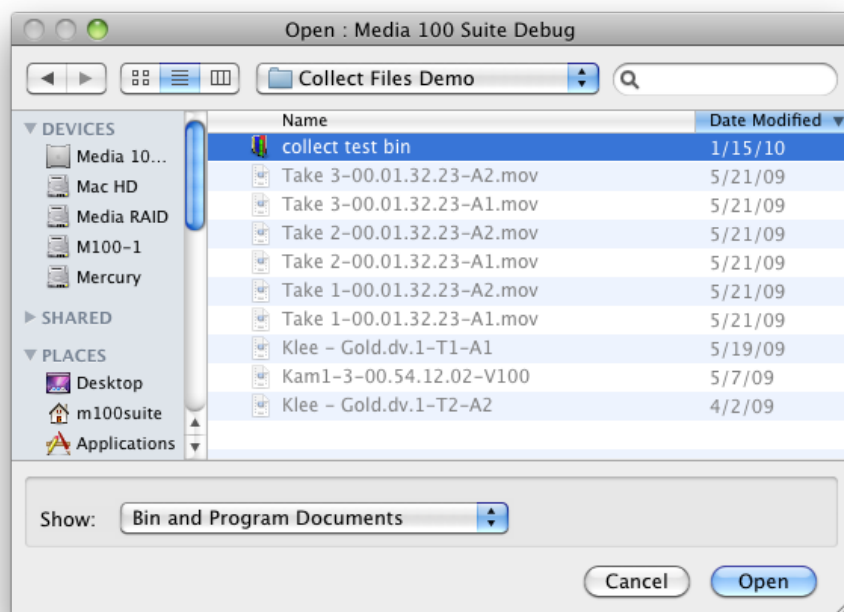 Open : Media 100 Suite Debug
Collect Files Demo
Name Date Modified
DEVICES
Media 10...
Mac HD
Media RAID
M100-1
Mercury
SHARED
PLACES
Desktop
m100suite
Applications
collect test bin 1/15/10
Take 3-00.01.32.23-A2.mov 5/21/09
Take 3-00.01.32.23-A1.mov 5/21/09
Take 2-00.01.32.23-A2.mov 5/21/09
Take 2-00.01.32.23-A1.mov 5/21/09
Take 1-00.01.32.23-A2.mov 5/21/09
Take 1-00.01.32.23-A1.mov 5/21/09
Klee - Gold.dv.1-T1-A1 5/19/09
Kam1-3-00.54.12.02-V100 5/7/09
Klee - Gold.dv.1-T2-A2 4/2/09
Show: Bin and Program Documents
Cancel Open